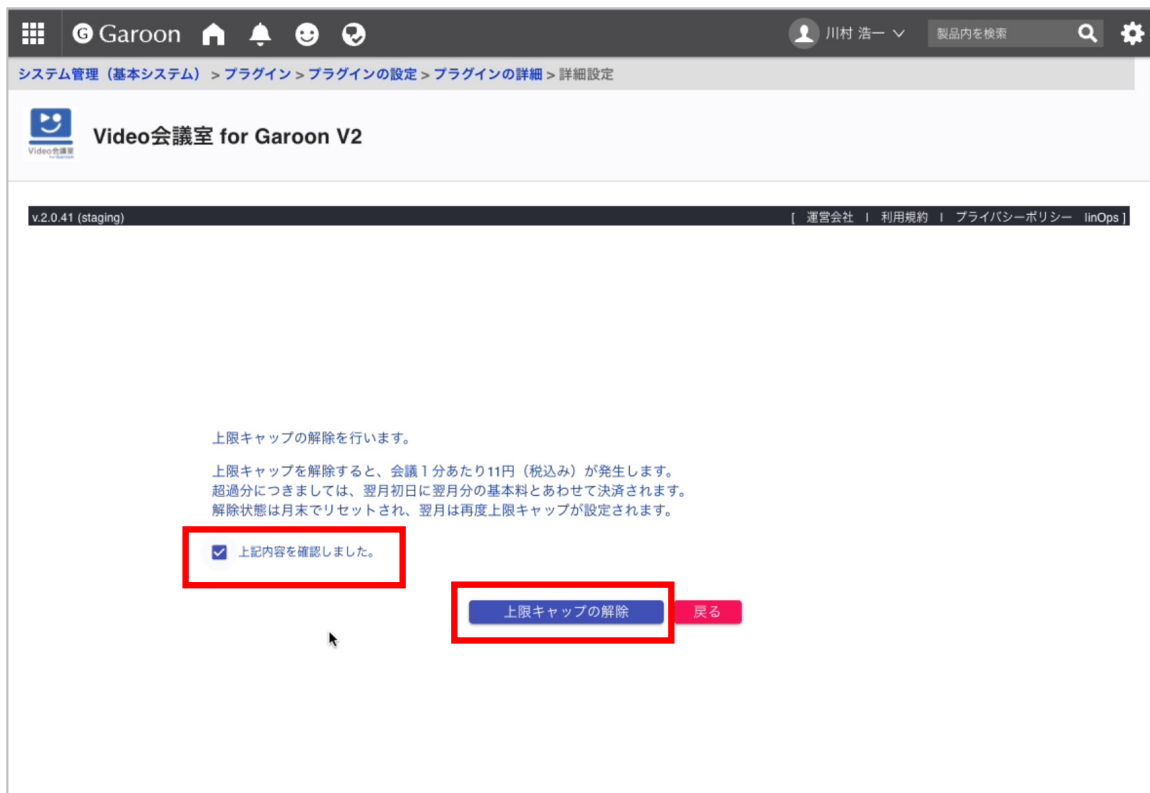 G Garoon
川村 浩一
製品内を検索
システム管理（基本システム） > プラグイン > プラグインの設定 > プラグインの詳細 > 詳細設定
Video会議室
for Garoon
Video会議室 for Garoon V2
v.2.0.41 (staging)
[ 運営会社 | 利用規約 | プライバシーポリシー linOps ]
上限キャップの解除を行います。
上限キャップを解除すると、会議１分あたり11円（税込み）が発生します。
超過分につきましては、翌月初日に翌月分の基本料とあわせて決済されます。
解除状態は月末でリセットされ、翌月は再度上限キャップが設定されます。
上記内容を確認しました。
上限キャップの解除
戻る